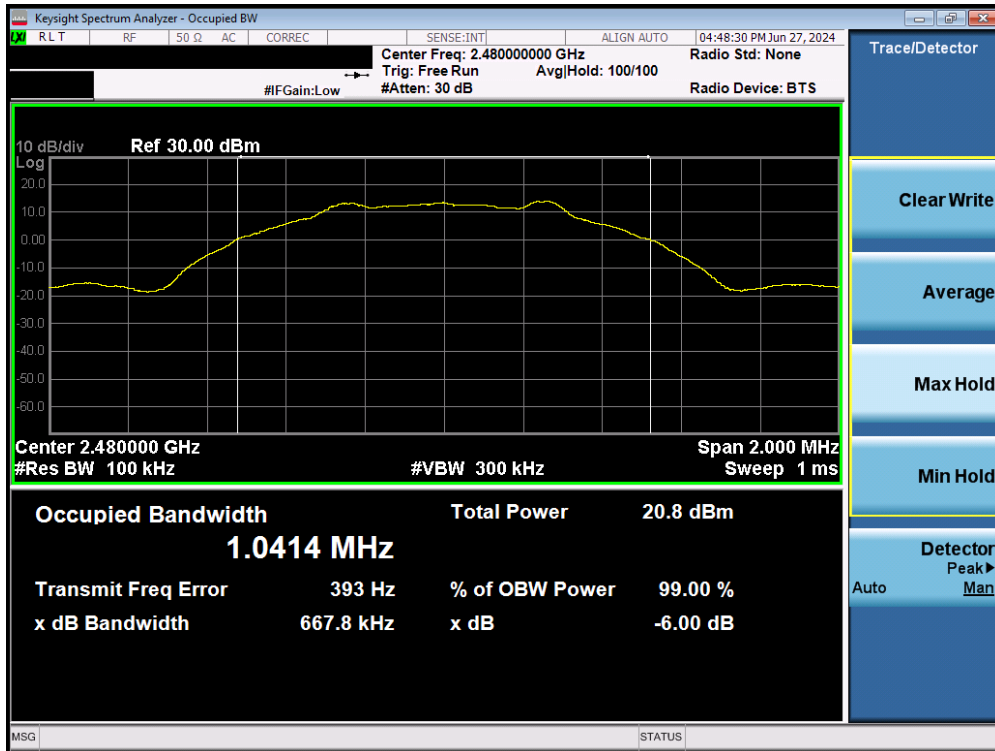 Keysight Spectrum Analyzer - Occupied BW
LXI RLT RF 50 Ω AC CORREC SENSE:INT ALIGN AUTO 04:48:30 PM Jun 27, 2024
Center Freq: 2.480000000 GHz Radio Std: None
Trig: Free Run Avg|Hold: 100/100
#IFGain:Low #Atten: 30 dB Radio Device: BTS
Trace/Detector
10 dB/div Ref 30.00 dBm
Log
20.0
10.0
0.00
-10.0
-20.0
-30.0
-40.0
-50.0
-60.0
Center 2.480000 GHz Span 2.000 MHz
#Res BW 100 kHz #VBW 300 kHz Sweep 1 ms
Occupied Bandwidth Total Power 20.8 dBm
1.0414 MHz
Transmit Freq Error 393 Hz % of OBW Power 99.00 %
x dB Bandwidth 667.8 kHz x dB -6.00 dB
Clear Write
Average
Max Hold
Min Hold
Detector
Peak▶
Auto Man
MSG STATUS